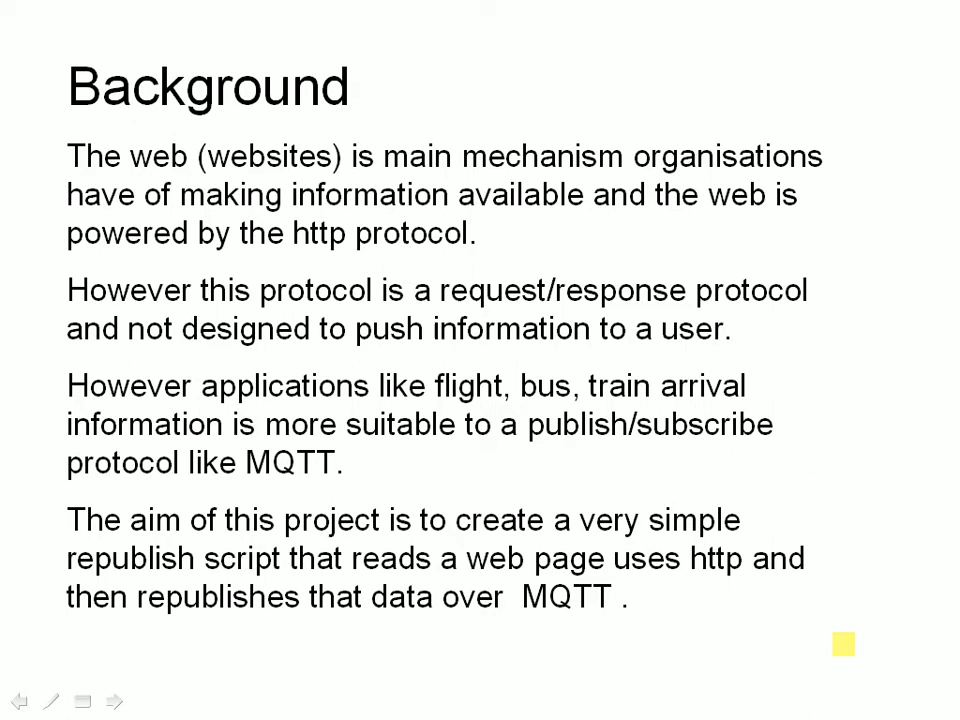 Background
The web (websites) is main mechanism organisations
have of making information available and the web is
powered by the http protocol.
However this protocol is a request/response protocol
and not designed to push information to a user.
However applications like flight, bus, train arrival
information is more suitable to a publish/subscribe
protocol like MQTT.
The aim of this project is to create a very simple
republish script that reads a web page uses http and
then republishes that data over  MQTT .